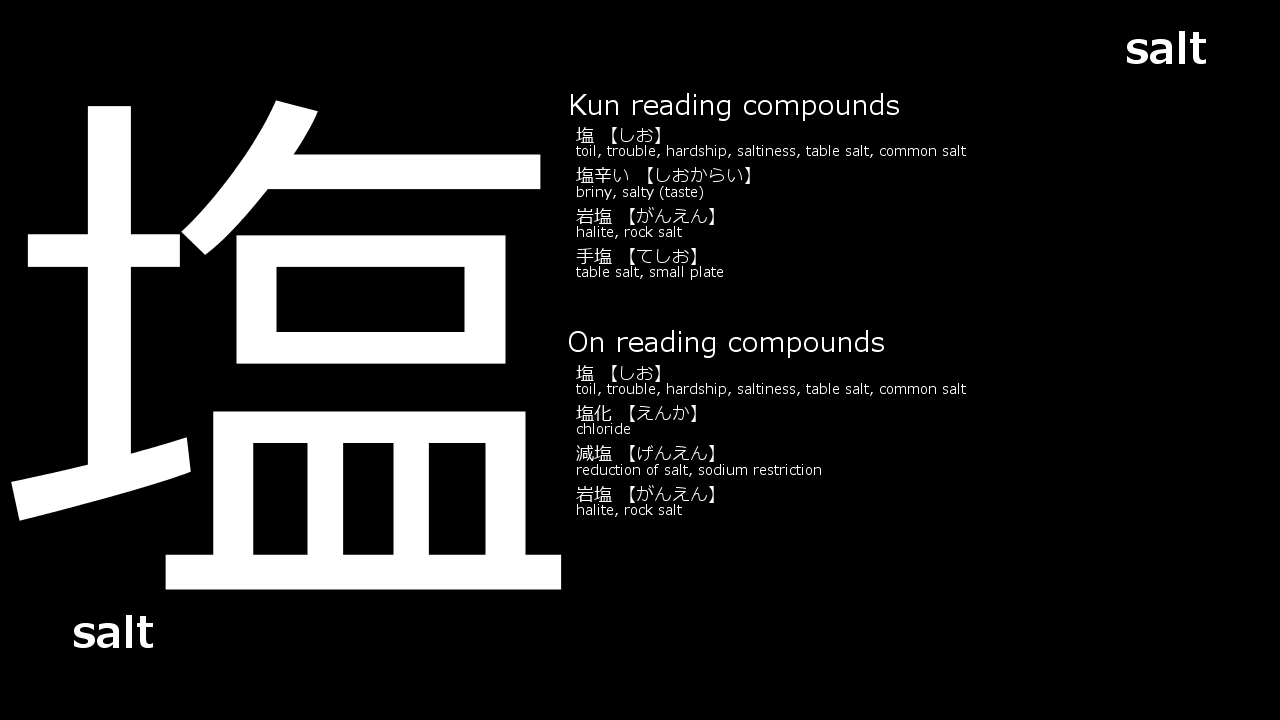 salt
塩
Kun reading compounds
塩 【しお】
toil, trouble, hardship, saltiness, table salt, common salt
塩辛い 【しおからい】
briny, salty (taste)
岩塩 【がんえん】
halite, rock salt
手塩 【てしお】
table salt, small plate
On reading compounds
塩 【しお】
toil, trouble, hardship, saltiness, table salt, common salt
塩化 【えんか】
chloride
減塩 【げんえん】
reduction of salt, sodium restriction
岩塩 【がんえん】
halite, rock salt
salt